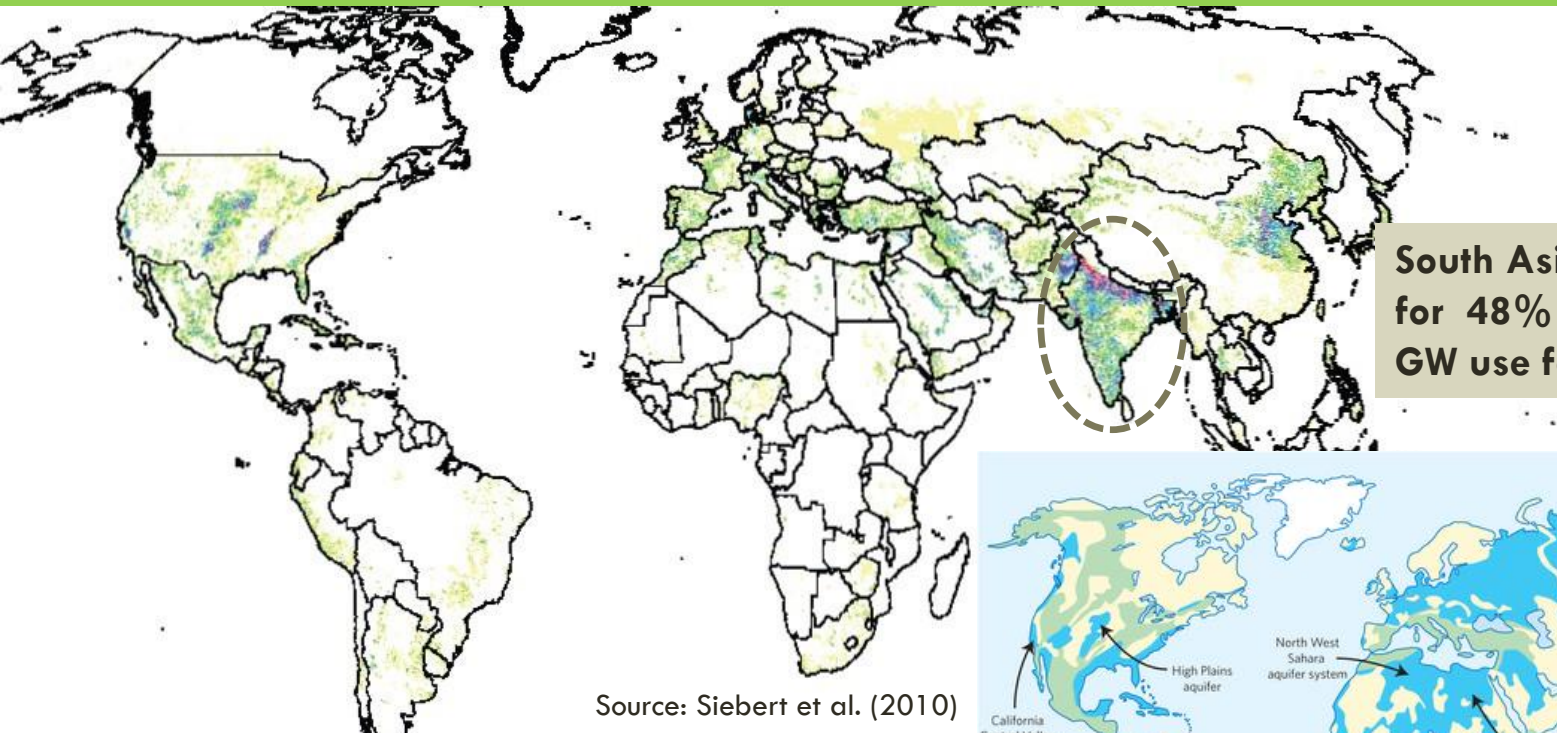 South Asi
for 48%
GW use f
Source: Siebert et al. (2010)
North West
Sahara
aquifer system
High Plains
aquifer
California